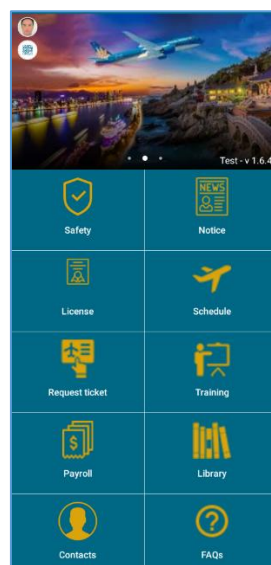 Test - v 1.6.4
NEWS
Safety
Notice
License
Schedule
Request ticket
Training
$
Payroll
Library
Contacts
?
FAQs